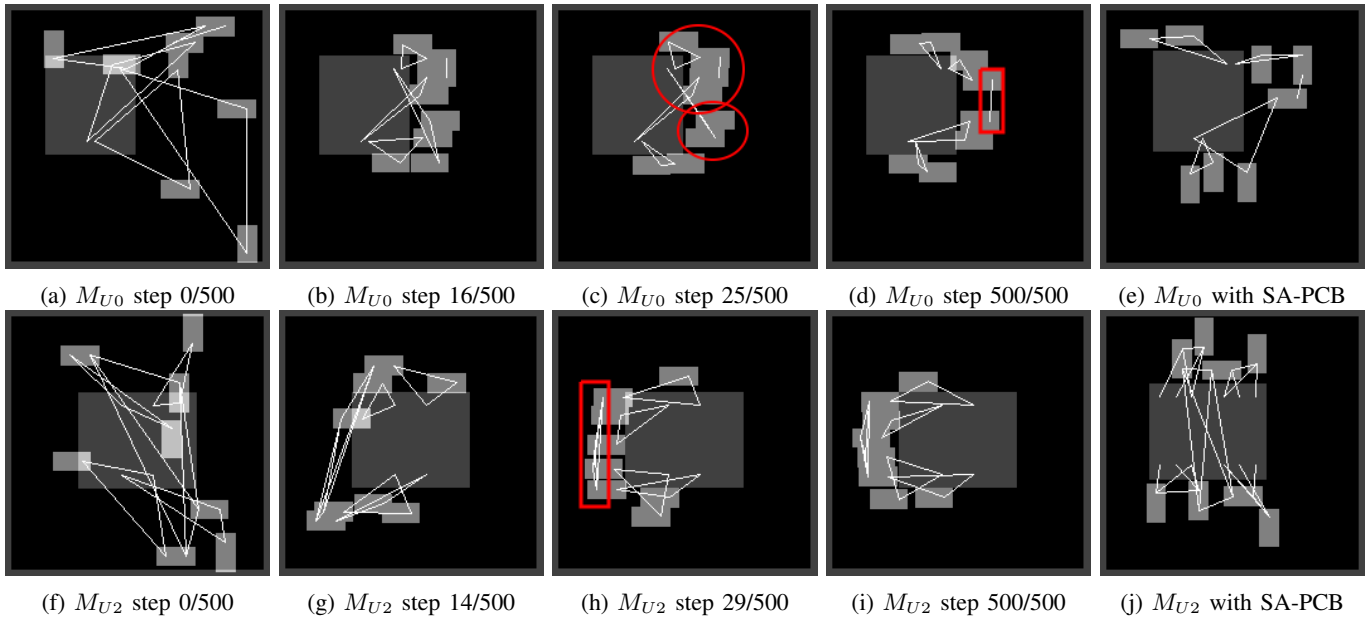 (a) M_{U0} step 0/500
(b) M_{U0} step 16/500
(c) M_{U0} step 25/500
(d) M_{U0} step 500/500
(e) M_{U0} with SA-PCB
(f) M_{U2} step 0/500
(g) M_{U2} step 14/500
(h) M_{U2} step 29/500
(i) M_{U2} step 500/500
(j) M_{U2} with SA-PCB